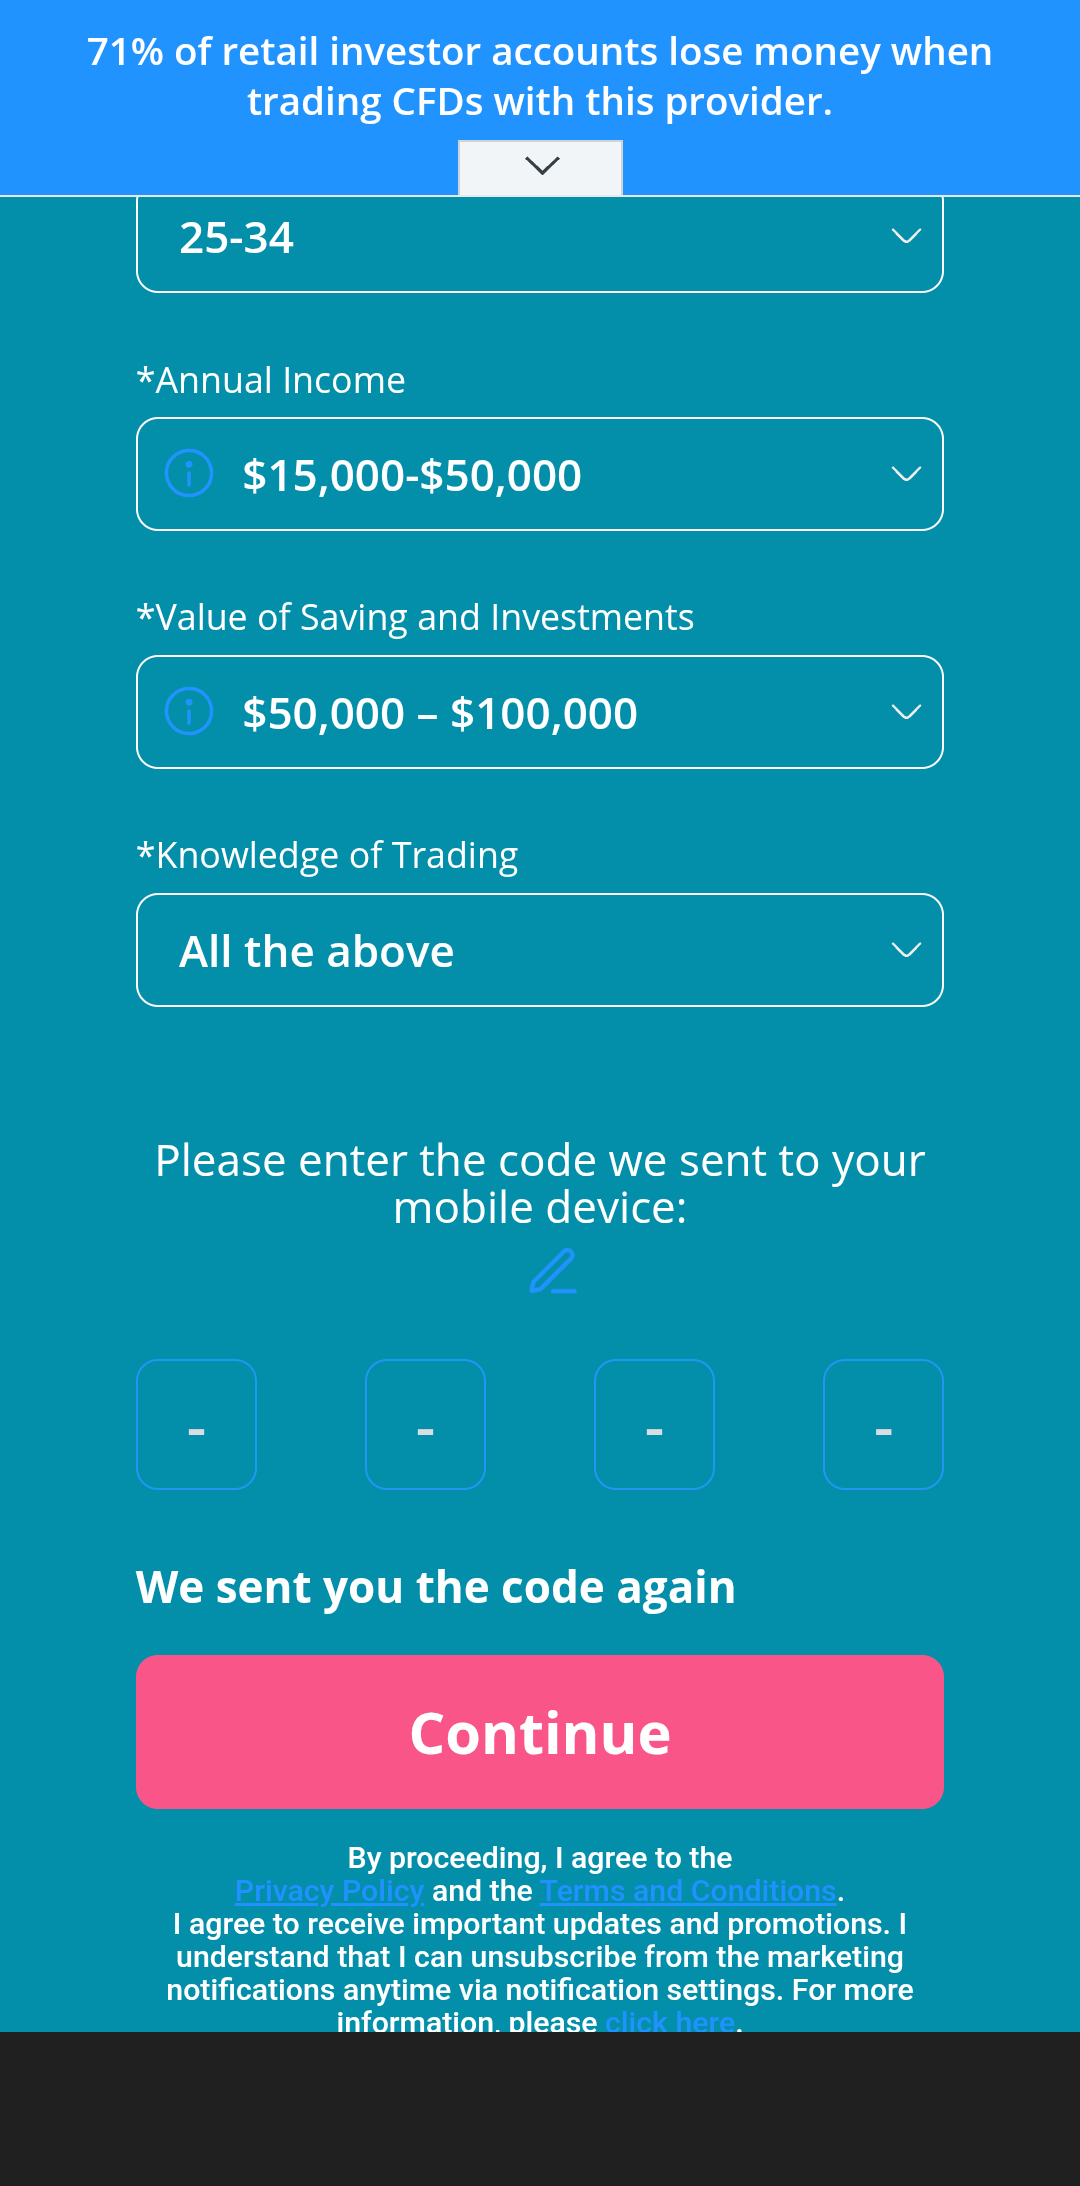 71% of retail investor accounts lose money when
trading CFDs with this provider.
25-34
*Annual Income
$15,000-$50,000
*Value of Saving and Investments
$50,000 – $100,000
*Knowledge of Trading
All the above
Please enter the code we sent to your
mobile device:
- - - -
We sent you the code again
Continue
By proceeding, I agree to the
Privacy Policy and the Terms and Conditions.
I agree to receive important updates and promotions. I
understand that I can unsubscribe from the marketing
notifications anytime via notification settings. For more
information, please click here.